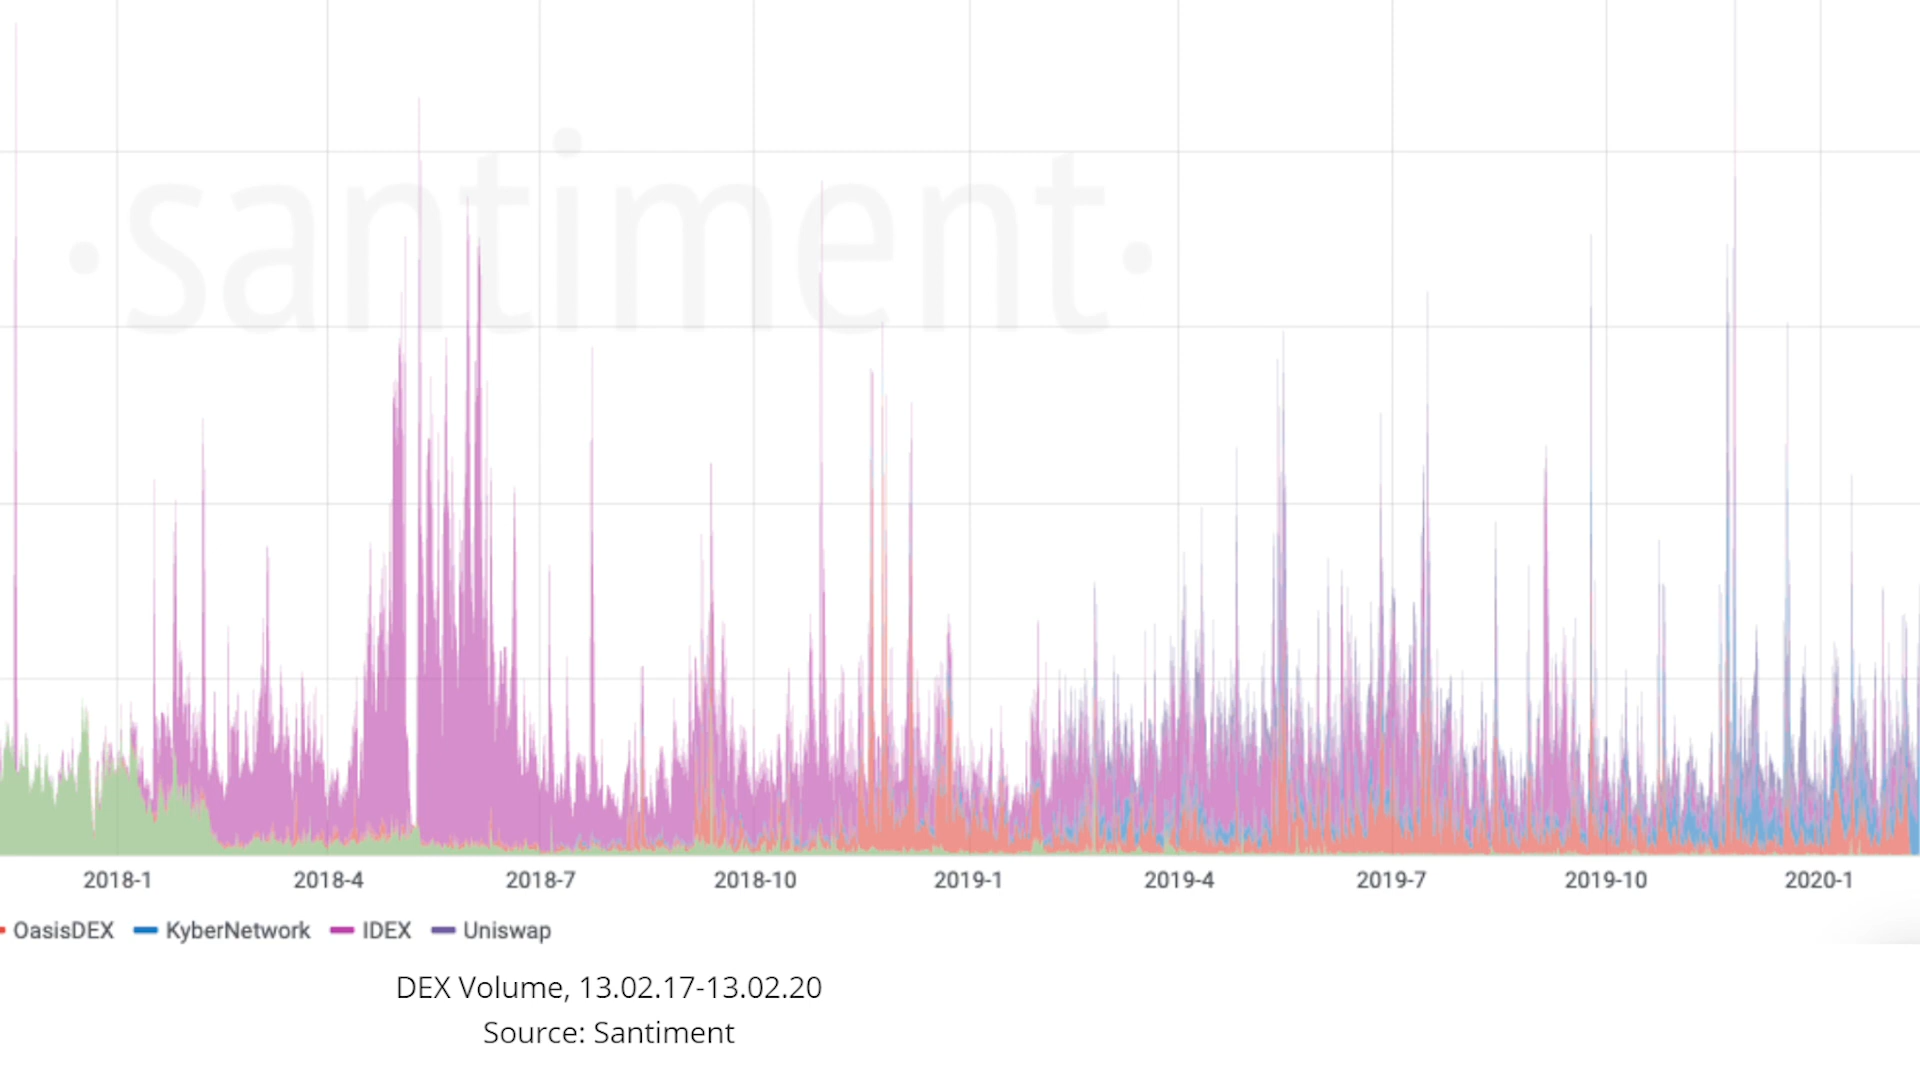 ·santiment·
2018-1 2018-4 2018-7 2018-10 2019-1 2019-4 2019-7 2019-10 2020-1
OasisDEX KyberNetwork IDEX Uniswap
DEX Volume, 13.02.17-13.02.20
Source: Santiment